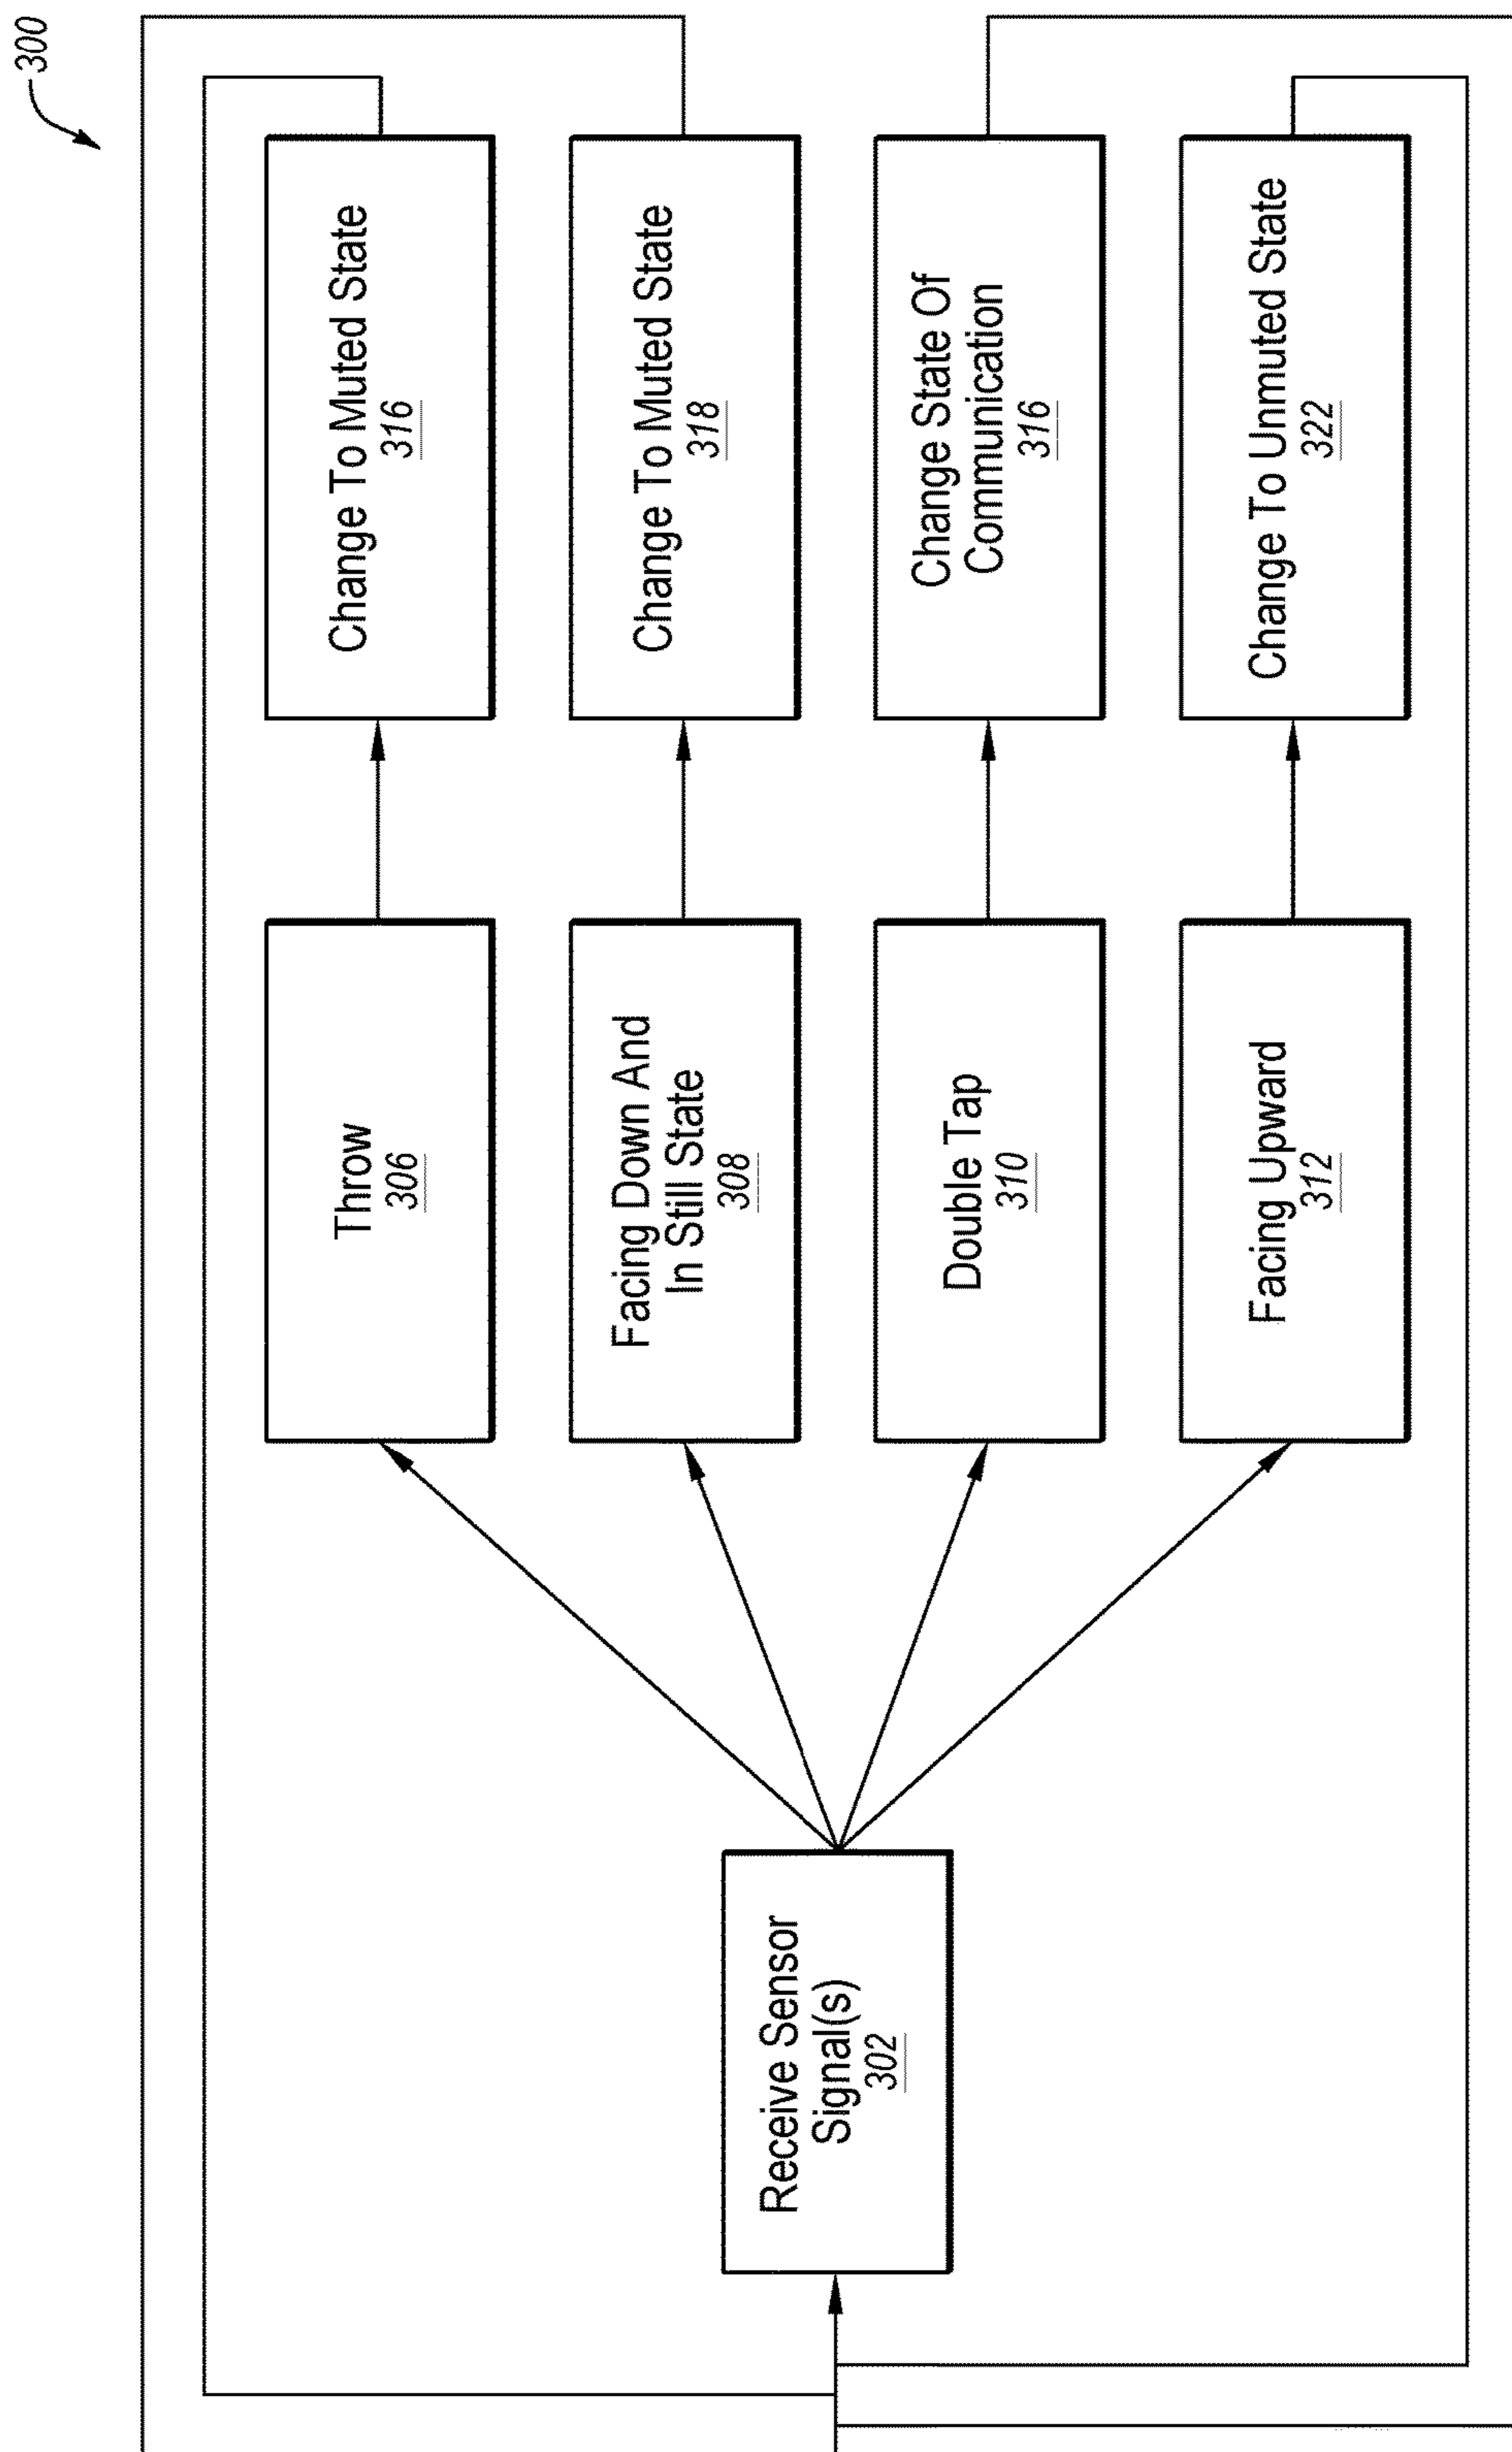 300
Receive Sensor
Signal(s)
302
Throw
306
Facing Down And
In Still State
308
Double Tap
310
Facing Upward
312
Change To Muted State
316
Change To Muted State
318
Change State Of
Communication
316
Change To Unmuted State
322